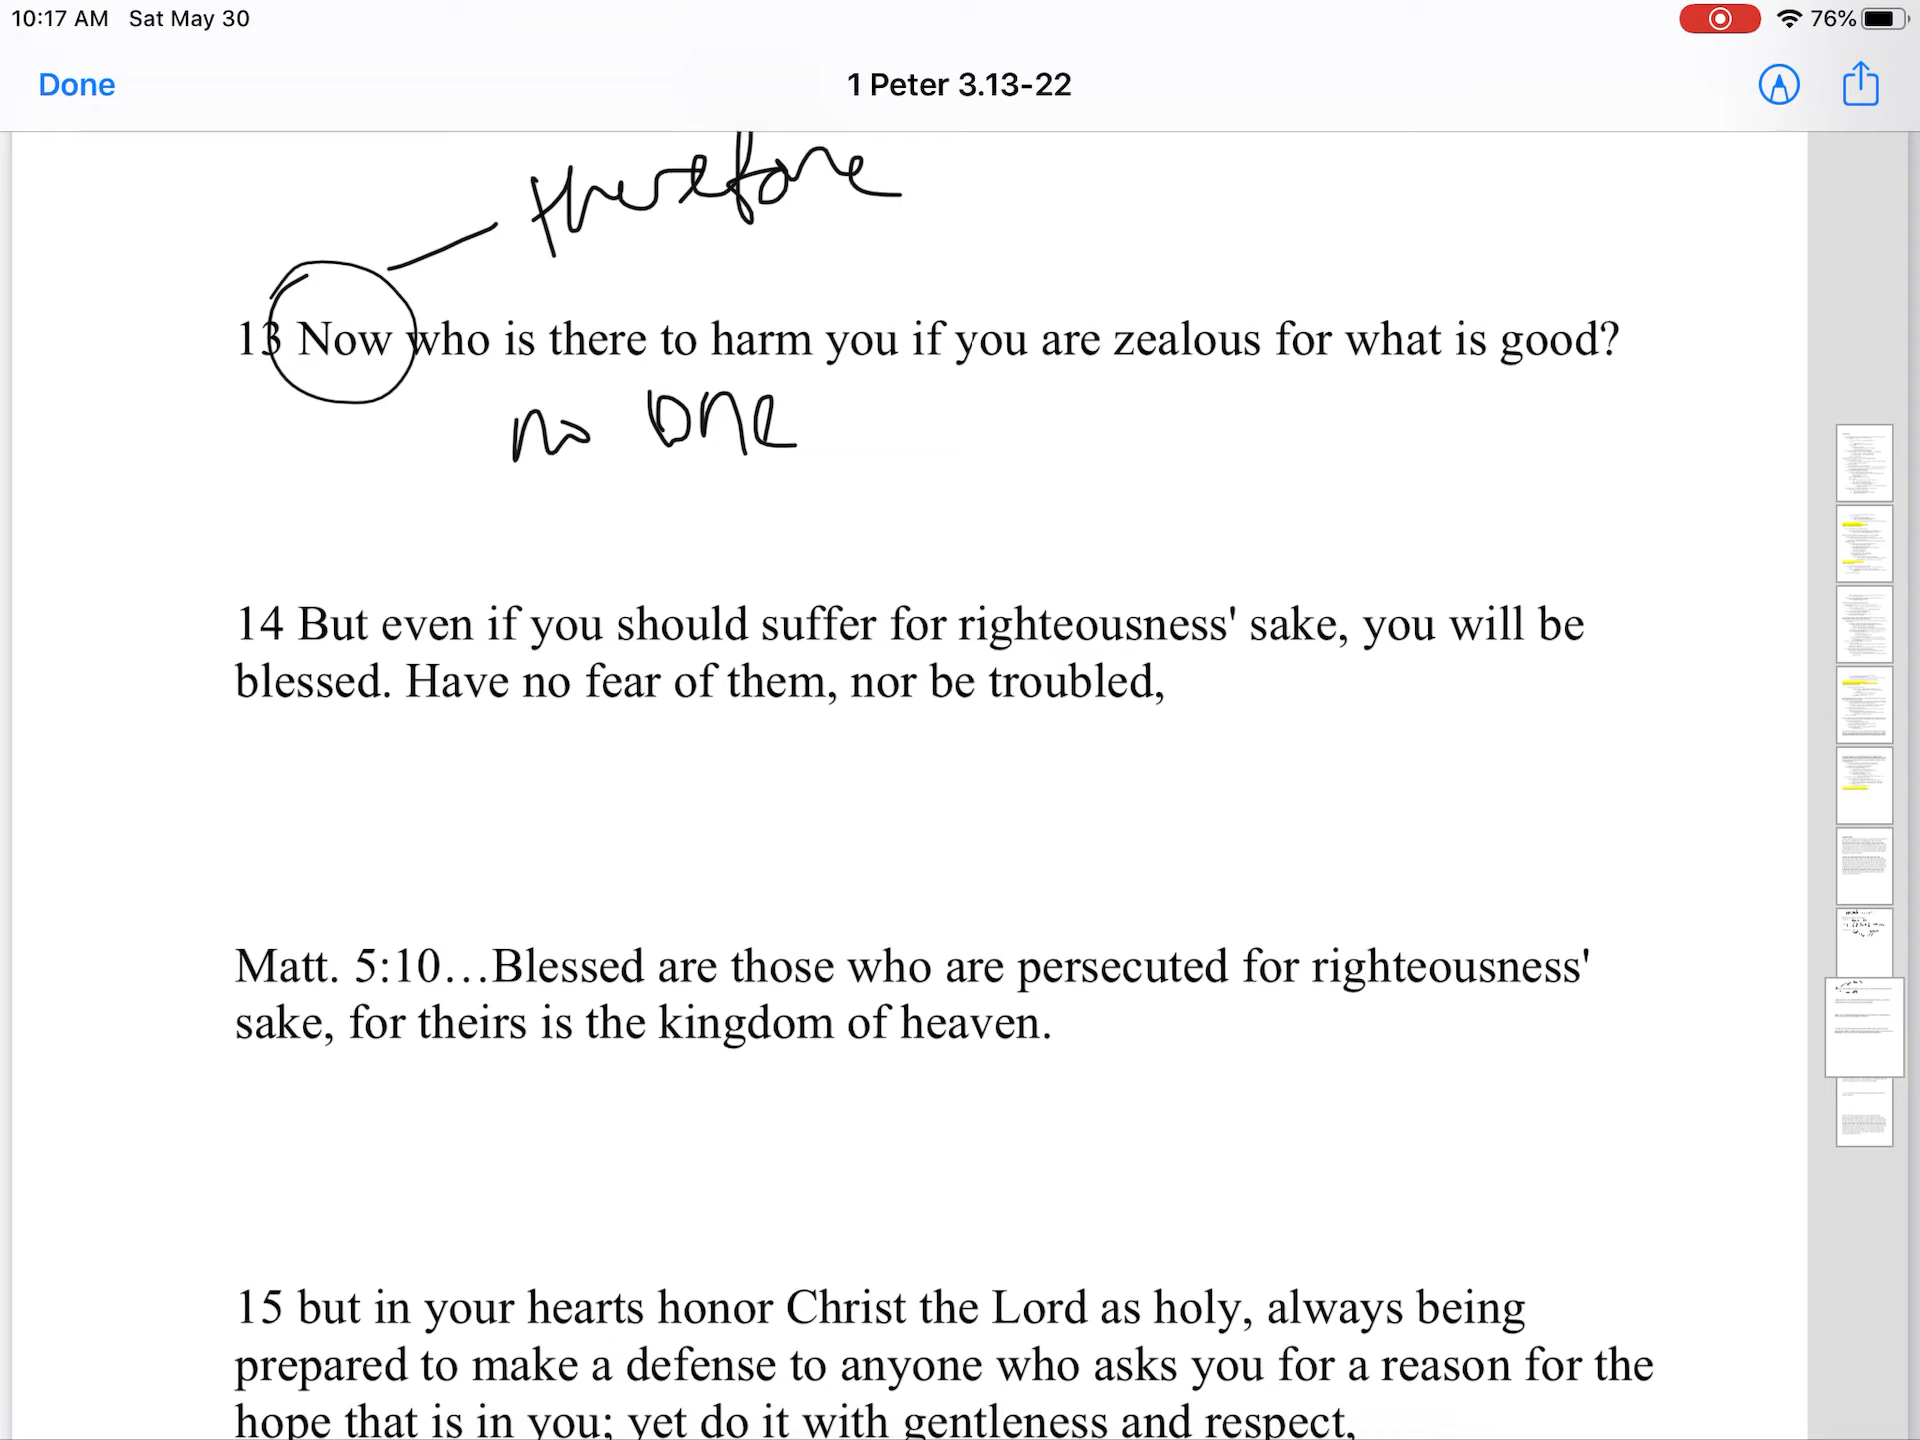 10:17 AM Sat May 30
76%
Done
1 Peter 3.13-22
therefore
13 Now who is there to harm you if you are zealous for what is good?
no one
14 But even if you should suffer for righteousness' sake, you will be
blessed. Have no fear of them, nor be troubled,
Matt. 5:10…Blessed are those who are persecuted for righteousness'
sake, for theirs is the kingdom of heaven.
15 but in your hearts honor Christ the Lord as holy, always being
prepared to make a defense to anyone who asks you for a reason for the
hope that is in you; yet do it with gentleness and respect,